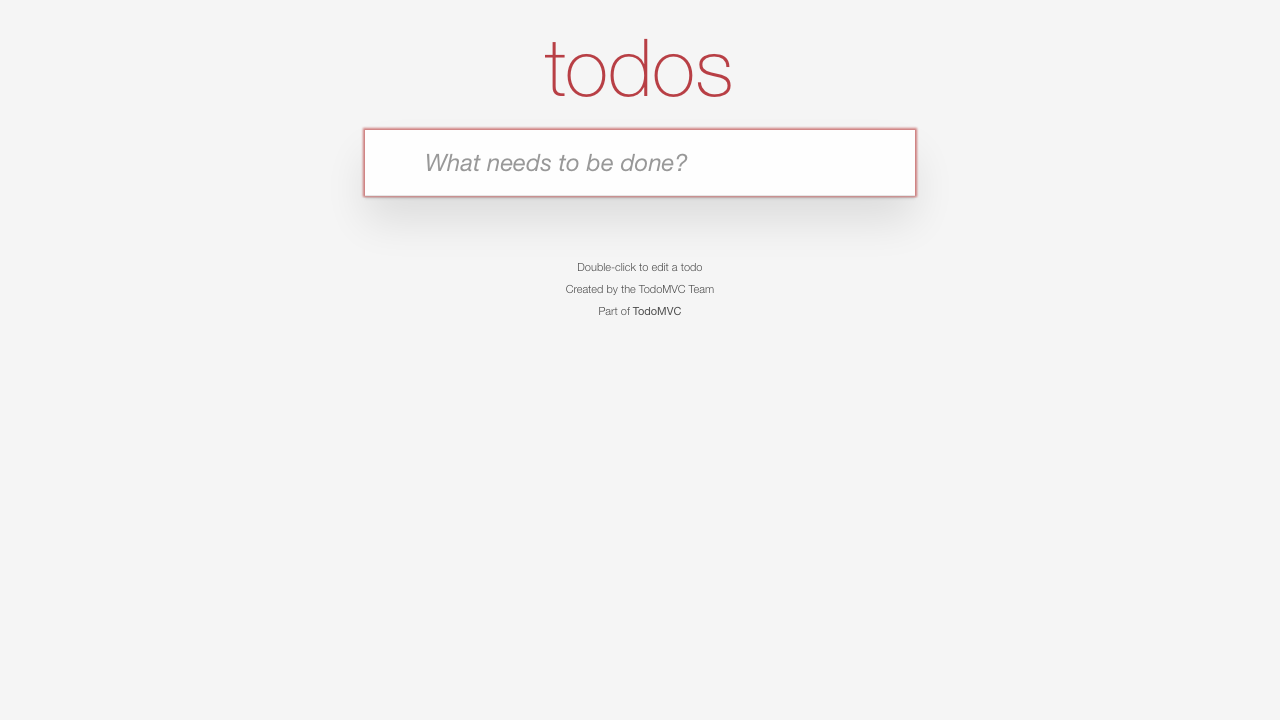 todos
What needs to be done?
Double-click to edit a todo
Created by the TodoMVC Team
Part of TodoMVC